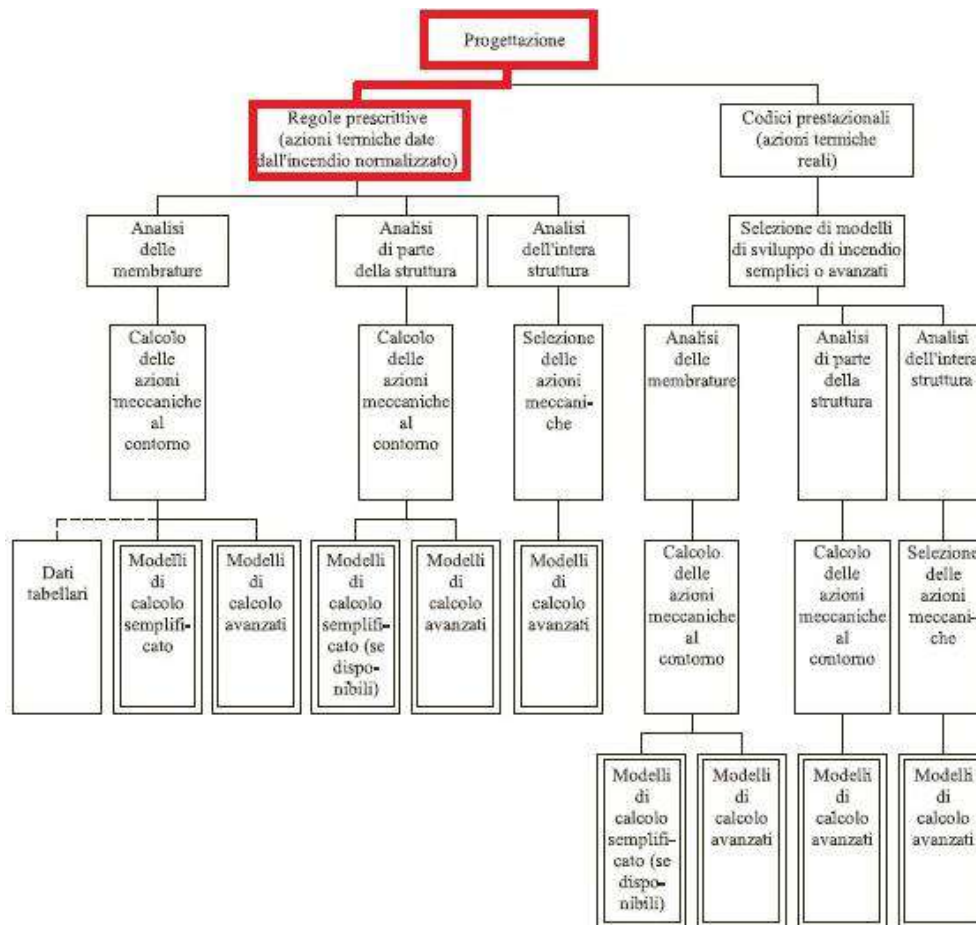 Progettazione
Regole prescrittive
(azioni termiche date
dall'incendio normalizzato)
Codici prestazionali
(azioni termiche
reali)
Analisi
delle
membrature
Analisi
di parte
della struttura
Analisi
dell'intera
struttura
Selezione di modelli
di sviluppo di incendio
semplici o avanzati
Calcolo
delle
azioni
meccaniche
al
contorno
Calcolo
delle
azioni
meccaniche
al
contorno
Selezione
delle
azioni
meccani-
che
Analisi
delle
membrature
Analisi
di parte
della
struttura
Analisi
dell'intera
struttura
Dati
tabellari
Modelli
di
calcolo
semplifi-
cato
Modelli
di
calcolo
avanzati
Modelli
di
calcolo
semplifi-
cato (se
dispo-
nibili)
Modelli
di
calcolo
avanzati
Modelli
di
calcolo
avanzati
Calcolo
delle
azioni
meccaniche
al
contorno
Calcolo
delle
azioni
meccaniche
al
contorno
Selezione
delle
azioni
meccani-
che
Modelli
di
calcolo
semplifi-
cato (se
dispo-
nibili)
Modelli
di
calcolo
avanzati
Modelli
di
calcolo
avanzati
Modelli
di
calcolo
avanzati